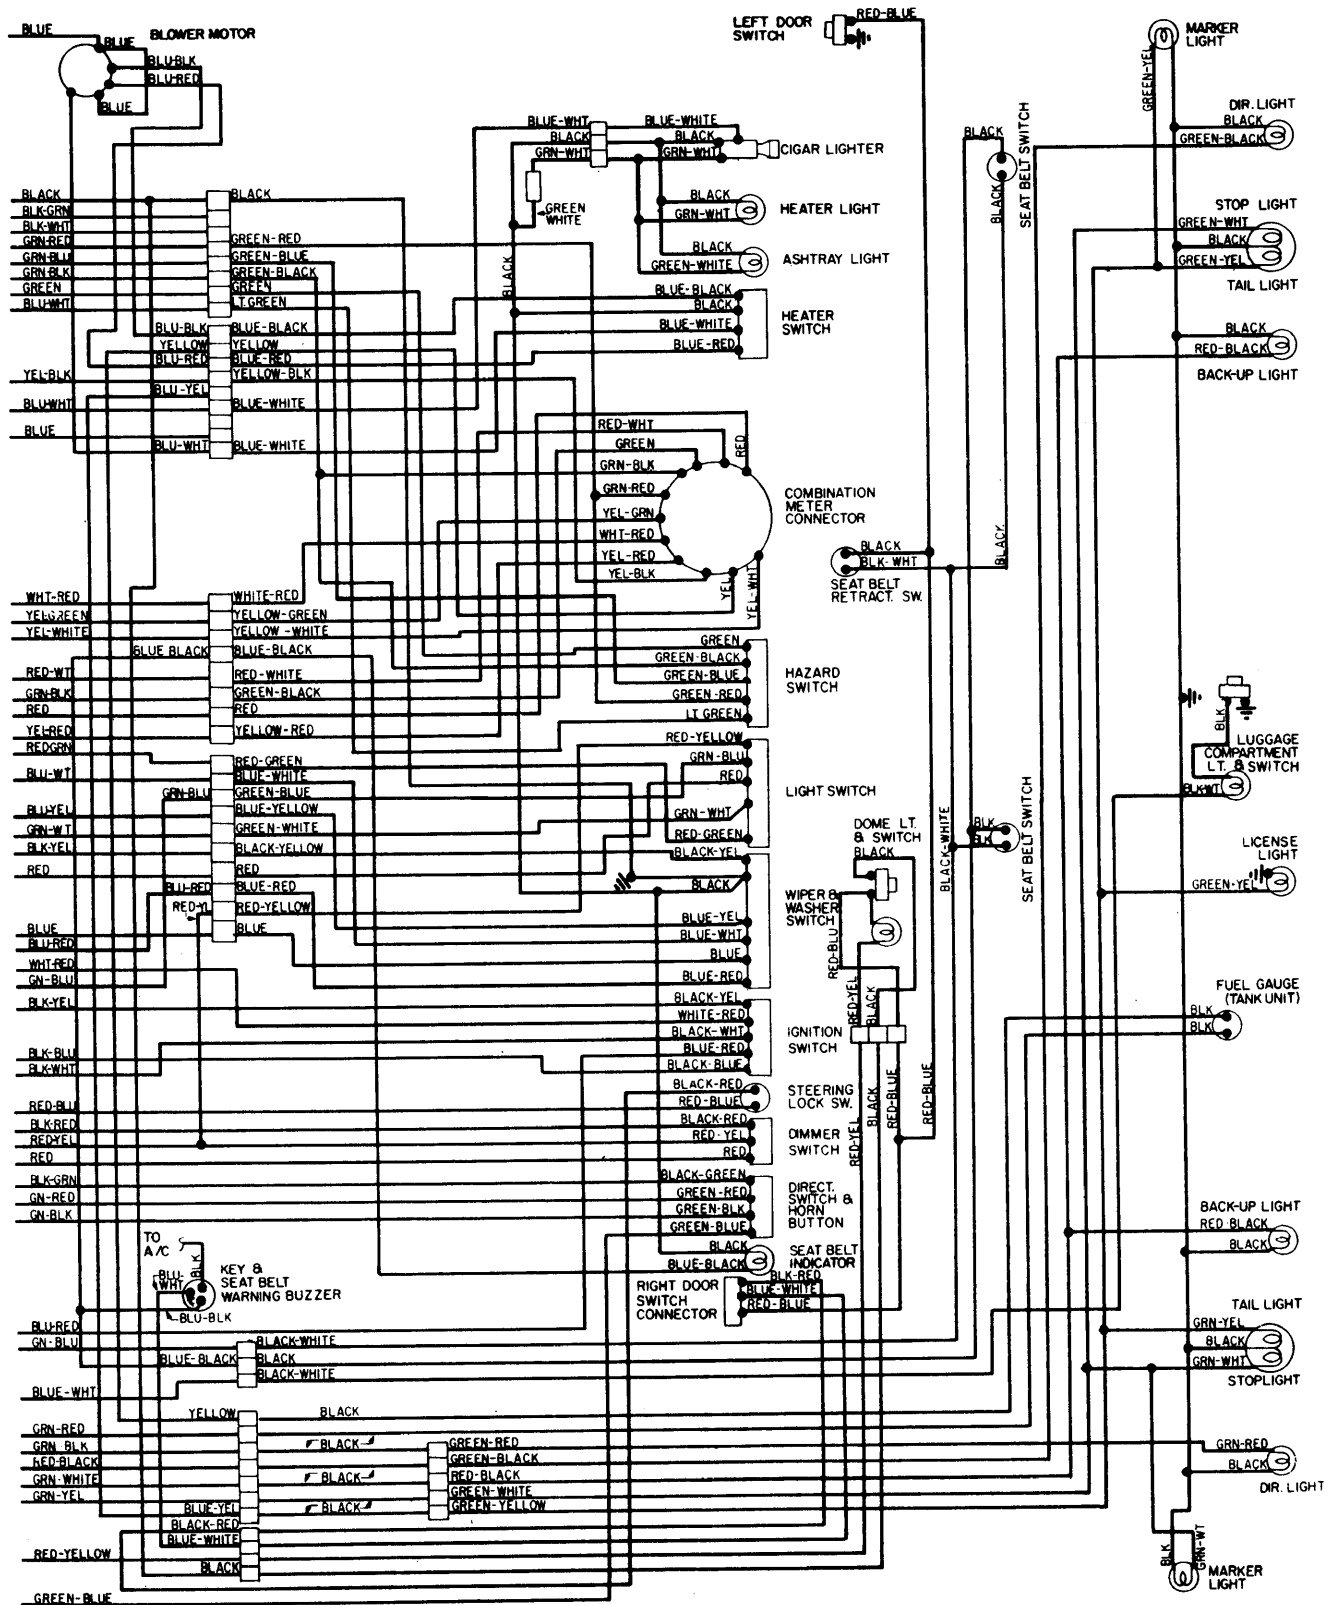 BLUE
BLUE
BLOWER MOTOR
BLU-BLK
BLU-RED
BLUE
LEFT DOOR
SWITCH
RED-BLUE
MARKER
LIGHT
GREEN-YEL
DIR. LIGHT
BLACK
GREEN-BLACK
BLUE-WHT
BLACK
GRN-WHT
BLUE-WHITE
BLACK
GRN-WHT
CIGAR LIGHTER
GREEN
WHITE
BLACK
GRN-WHT
HEATER LIGHT
BLACK
GREEN-WHITE
ASHTRAY LIGHT
BLACK
BLACK
BLACK
SEAT BELT SWITCH
STOP LIGHT
GREEN-WHT
BLACK
GREEN-YEL
TAIL LIGHT
BLACK
RED-BLACK
BACK-UP LIGHT
BLACK
BLK-GRN
BLK-WHT
GRN-RED
GRN-BLU
GRN-BLK
GREEN
BLU-WHT
BLACK
GREEN-RED
GREEN-BLUE
GREEN-BLACK
GREEN
LT.GREEN
BLUE-BLACK
BLACK
BLUE-WHITE
BLUE-RED
HEATER
SWITCH
BLU-BLK
YELLOW
BLU-RED
YEL-BLK
BLU-YEL
BLU-WHT
BLUE
BLU-WHT
BLUE-BLACK
YELLOW
BLUE-RED
YELLOW-BLK
BLUE-WHITE
BLUE-WHITE
RED-WHT
GREEN
RED
GRN-BLK
GRN-RED
YEL-GRN
WHT-RED
YEL-RED
YEL-BLK
YEL
YEL-WHT
COMBINATION
METER
CONNECTOR
BLACK
BLK-WHT
SEAT BELT
RETRACT. SW.
BLACK
WHT-RED
YEL-GREEN
YEL-WHITE
BLUE BLACK
RED-WT
GRN-BLK
RED
YEL-RED
WHITE-RED
YELLOW-GREEN
YELLOW-WHITE
BLUE-BLACK
RED-WHITE
GREEN-BLACK
RED
YELLOW-RED
GREEN
GREEN-BLACK
GREEN-BLUE
GREEN-RED
LT GREEN
HAZARD
SWITCH
REDGRN
BLU-WT
GRN-BLU
BLU-YEL
GRN-WT
BLK-YEL
RED
BLU-RED
RED-YL
BLUE
BLU-RED
WHT-RED
GN-BLU
BLK-YEL
RED-GREEN
BLUE-WHITE
GREEN-BLUE
BLUE-YELLOW
GREEN-WHITE
BLACK-YELLOW
RED
BLUE-RED
RED-YELLOW
BLUE
RED-YELLOW
GRN-BLU
RED
GRN-WHT
RED-GREEN
LIGHT SWITCH
BLACK-YEL
BLACK
BLUE-YEL
BLUE-WHT
BLUE
BLUE-RED
WIPER &
WASHER
SWITCH
DOME LT.
& SWITCH
BLACK
RED-BLU
RED-YEL
BLACK
BLACK-WHITE
BLK
BLK
SEAT BELT SWITCH
BLK
LUGGAGE
COMPARTMENT
LT. & SWITCH
BLK-WT
LICENSE
LIGHT
GREEN-YEL
FUEL GAUGE
(TANK UNIT)
BLK
BLK
BLACK-YEL
WHITE-RED
BLACK-WHT
BLUE-RED
BLACK-BLUE
IGNITION
SWITCH
BLK-BLU
BLK-WHT
BLACK-RED
RED-BLUE
STEERING
LOCK SW.
RED-BLU
BLK-RED
RED-YEL
RED
BLACK-RED
RED-YEL
RED
DIMMER
SWITCH
RED-YEL
BLACK
RED-BLUE
RED-BLUE
BLK-GRN
GN-RED
GN-BLK
BLACK-GREEN
GREEN-RED
GREEN-BLK
GREEN-BLUE
DIRECT.
SWITCH &
HORN
BUTTON
BLACK
BLUE-BLACK
SEAT BELT
INDICATOR
TO
A/C
BLK
BLU-
WHT
BLU-BLK
KEY &
SEAT BELT
WARNING BUZZER
RIGHT DOOR
SWITCH
CONNECTOR
BLK-RED
BLUE-WHITE
RED-BLUE
BACK-UP LIGHT
RED BLACK
BLACK
TAIL LIGHT
GRN-YEL
BLACK
GRN-WHT
STOPLIGHT
BLU-RED
GN-BLU
BLUE-BLACK
BLUE-WHT
BLACK-WHITE
BLACK
BLACK-WHITE
YELLOW
BLACK
GRN-RED
GRN BLK
RED-BLACK
GRN-WHITE
GRN-YEL
BLUE-YEL
BLACK
BLACK
BLACK
GREEN-RED
GREEN-BLACK
RED-BLACK
GREEN-WHITE
GREEN-YELLOW
GRN-RED
BLACK
DIR. LIGHT
BLACK-RED
BLUE-WHITE
RED-YELLOW
BLACK
GREEN-BLUE
BLK
GRN-WT
MARKER
LIGHT